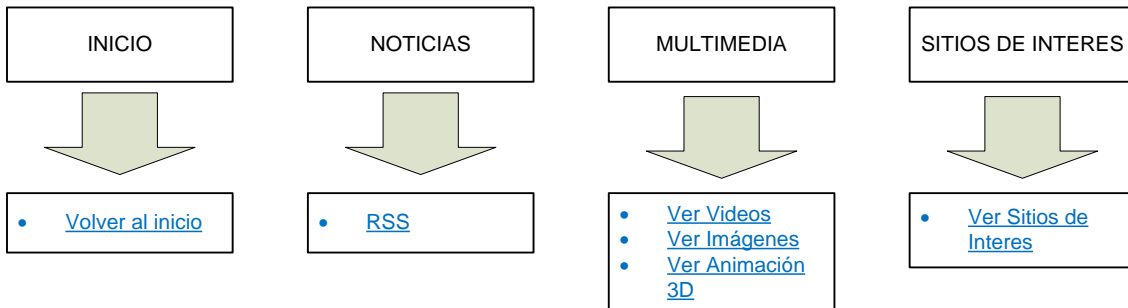 INICIO
NOTICIAS
MULTIMEDIA
SITIOS DE INTERES
• Volver al inicio
• RSS
• Ver Videos
• Ver Imágenes
• Ver Animación
3D
• Ver Sitios de
Interes